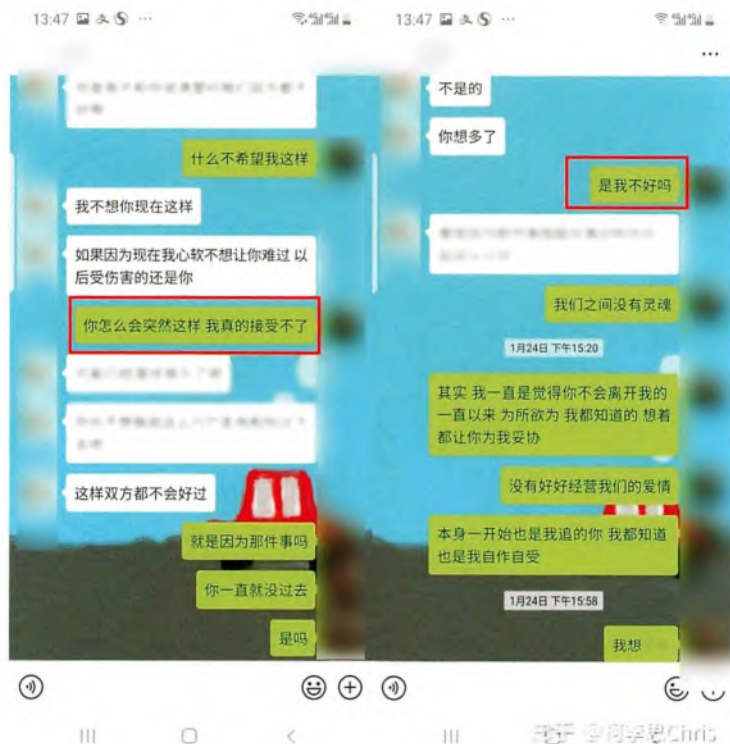 13:47
什么不希望我这样
我不想你现在这样
如果因为现在我心软不想让你难过 以
后受伤害的还是你
你怎么会突然这样 我真的接受不了
这样双方都不会好过
就是因为那件事吗
你一直就没过去
是吗
13:47
不是的
你想多了
是我不好吗
我们之间没有灵魂
1月24日 下午15:20
其实 我一直是觉得你不会离开我的
一直以来 为所欲为 我都知道的 想着
都让你为我妥协
没有好好经营我们的爱情
本身一开始也是我追的你 我都知道
也是我自作自受
1月24日 下午15:58
我想
知乎 @阿李思Chris